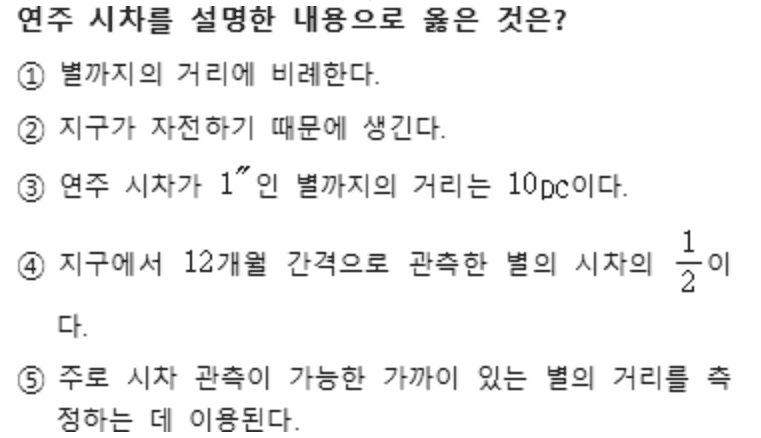 연주 시차를 설명한 내용으로 옳은 것은?
① 별까지의 거리에 비례한다.
② 지구가 자전하기 때문에 생긴다.
③ 연주 시차가 1″인 별까지의 거리는 10pc이다.
④ 지구에서 12개월 간격으로 관측한 별의 시차의 1/2이
다.
⑤ 주로 시차 관측이 가능한 가까이 있는 별의 거리를 측
정하는 데 이용된다.